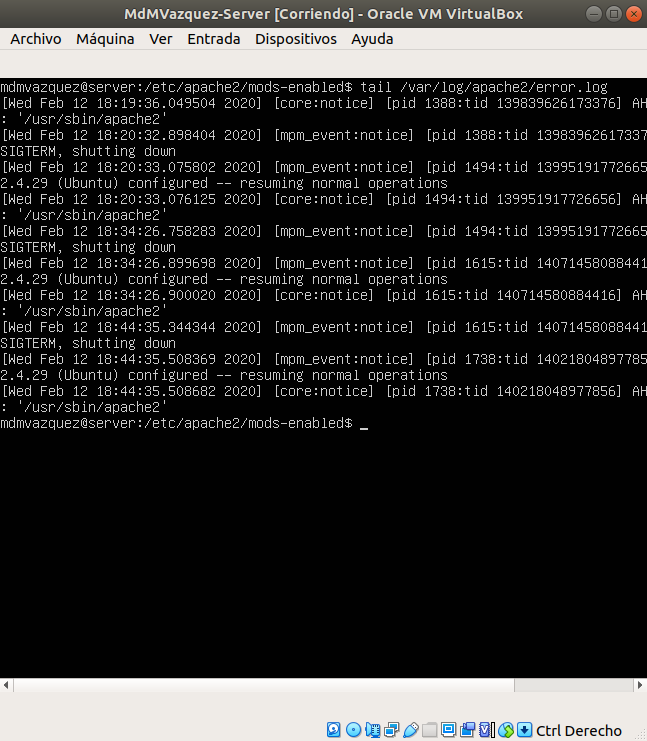 MdMVazquez-Server [Corriendo] - Oracle VM VirtualBox
Archivo Máquina Ver Entrada Dispositivos Ayuda
mdmvazquez@server:/etc/apache2/mods-enabled$ tail /var/log/apache2/error.log
[Wed Feb 12 18:19:36.049504 2020] [core:notice] [pid 1388:tid 139839626173376] AH
: '/usr/sbin/apache2'
[Wed Feb 12 18:20:32.898404 2020] [mpm_event:notice] [pid 1388:tid 13983962617337
SIGTERM, shutting down
[Wed Feb 12 18:20:33.075802 2020] [mpm_event:notice] [pid 1494:tid 13995191772665
2.4.29 (Ubuntu) configured -- resuming normal operations
[Wed Feb 12 18:20:33.076125 2020] [core:notice] [pid 1494:tid 139951917726656] AH
: '/usr/sbin/apache2'
[Wed Feb 12 18:34:26.758283 2020] [mpm_event:notice] [pid 1494:tid 13995191772665
SIGTERM, shutting down
[Wed Feb 12 18:34:26.899698 2020] [mpm_event:notice] [pid 1615:tid 14071458088441
2.4.29 (Ubuntu) configured -- resuming normal operations
[Wed Feb 12 18:34:26.900020 2020] [core:notice] [pid 1615:tid 140714580884416] AH
: '/usr/sbin/apache2'
[Wed Feb 12 18:44:35.344344 2020] [mpm_event:notice] [pid 1615:tid 14071458088441
SIGTERM, shutting down
[Wed Feb 12 18:44:35.508369 2020] [mpm_event:notice] [pid 1738:tid 14021804897785
2.4.29 (Ubuntu) configured -- resuming normal operations
[Wed Feb 12 18:44:35.508682 2020] [core:notice] [pid 1738:tid 140218048977856] AH
: '/usr/sbin/apache2'
mdmvazquez@server:/etc/apache2/mods-enabled$ _
Ctrl Derecho